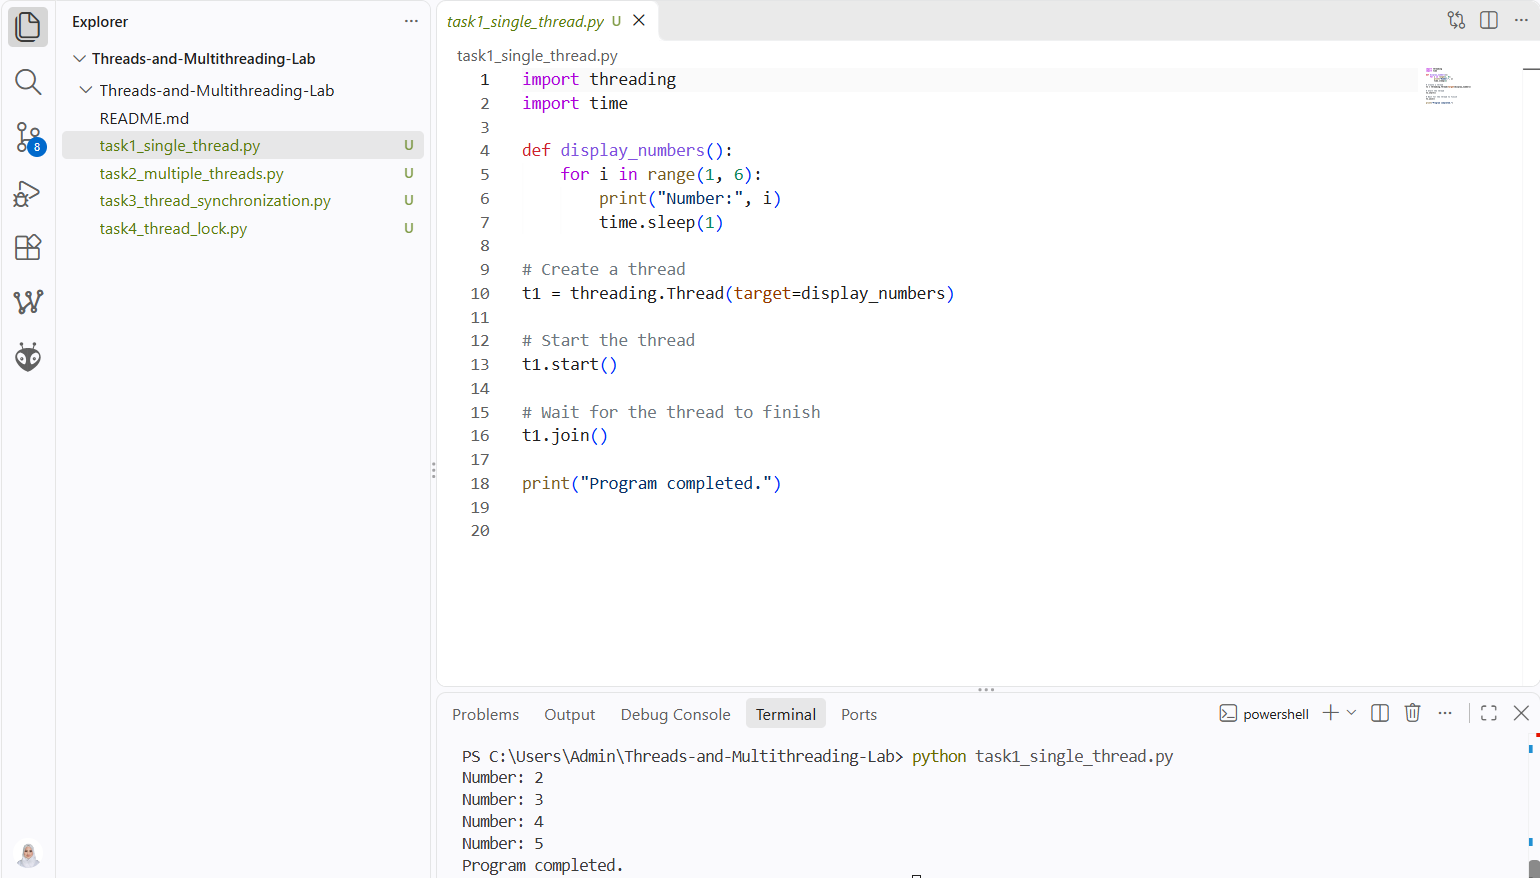 Explorer
Threads-and-Multithreading-Lab
Threads-and-Multithreading-Lab
README.md
task1_single_thread.py U
task2_multiple_threads.py U
task3_thread_synchronization.py U
task4_thread_lock.py U
8
task1_single_thread.py U
task1_single_thread.py
1 import threading
2 import time
3
4 def display_numbers():
5     for i in range(1, 6):
6         print("Number:", i)
7         time.sleep(1)
8
9 # Create a thread
10 t1 = threading.Thread(target=display_numbers)
11
12 # Start the thread
13 t1.start()
14
15 # Wait for the thread to finish
16 t1.join()
17
18 print("Program completed.")
19
20
Problems Output Debug Console Terminal Ports powershell
PS C:\Users\Admin\Threads-and-Multithreading-Lab> python task1_single_thread.py
Number: 2
Number: 3
Number: 4
Number: 5
Program completed.